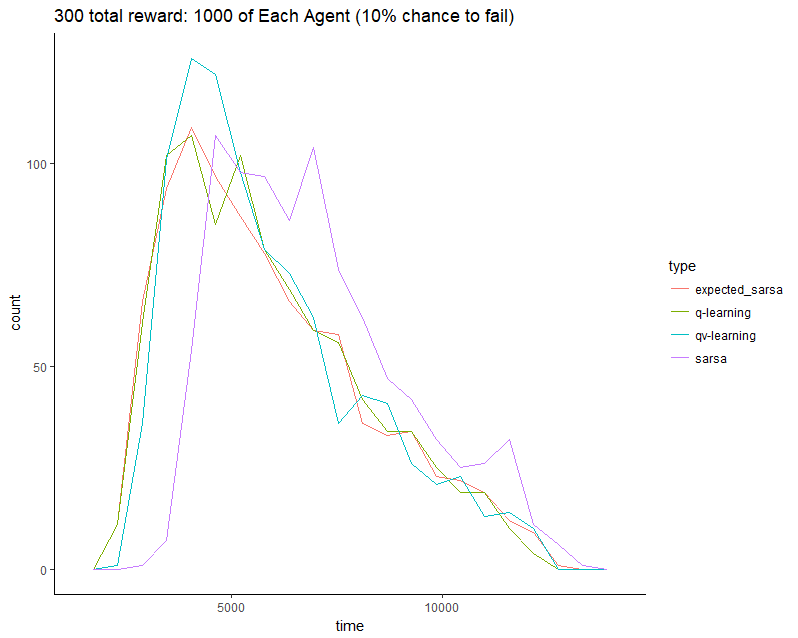 300 total reward: 1000 of Each Agent (10% chance to fail)
100
50
0
count
5000 10000
time
type
expected_sarsa
q-learning
qv-learning
sarsa